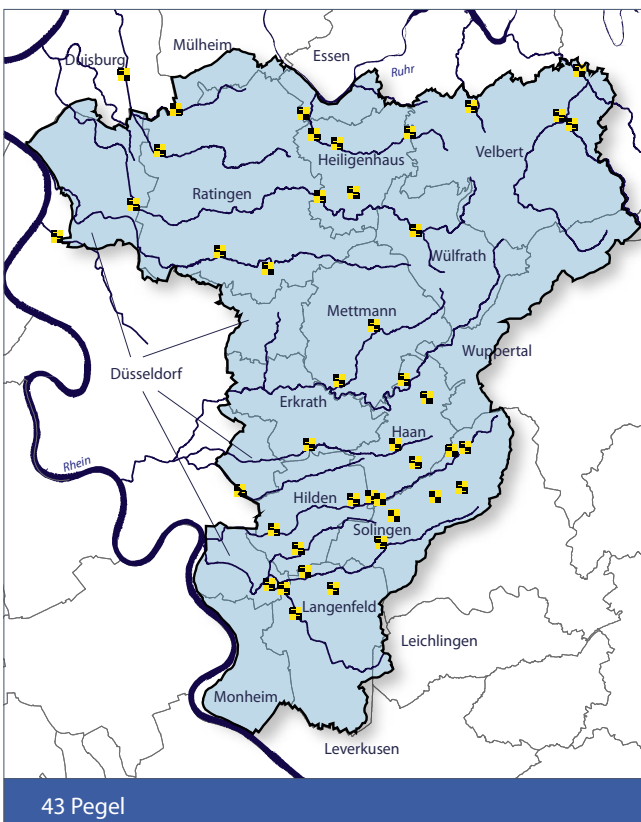 Mülheim
Essen
Duisburg
Ruhr
Velbert
Heiligenhaus
Ratingen
Wülfrath
Mettmann
Wuppertal
Düsseldorf
Erkrath
Haan
Rhein
Hilden
Solingen
Langenfeld
Leichlingen
Monheim
Leverkusen
43 Pegel